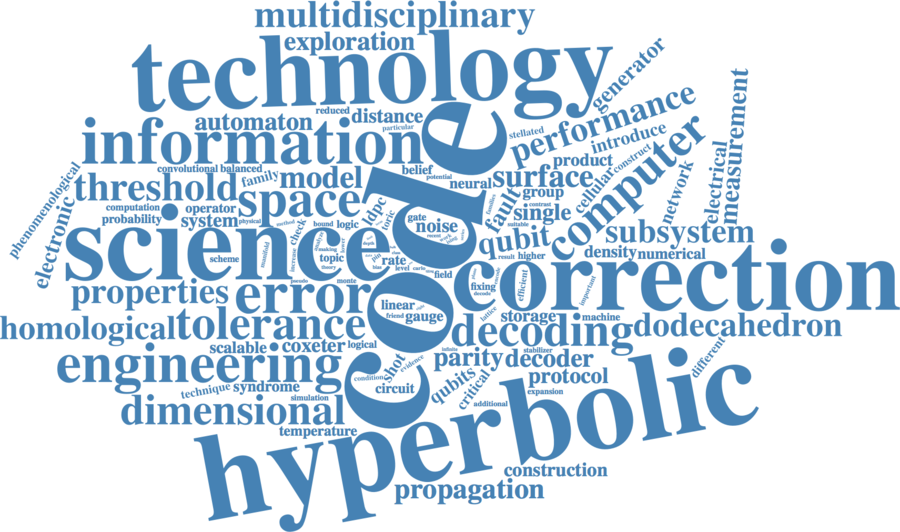 multidisciplinary
exploration
technology
generator
reduced
distance
particular
automaton
information
code
stellated
performance
introduce
computer
measurement
electrical
phenomenological
convolutional balanced
family
threshold
model
belief
potential
neural
product
surface
cellular
construct
network
electronic
computation
probability
operator
system
space
physical
method
bound
logic
check
ldpc
toric
gate
noise
recent
fault
families
group
contrast
single
suitable
qubit
subsystem
density
numerical
science
scheme
manifold
increase
making
topic
theory
lower
depth
rate
level
field
result
higher
correction
properties
error
pseudo
monte
bias
linear
friend
gauge
fixing
decode
efficient
important
lattice
storage
machine
homological
tolerance
decoding
dodecahedron
scalable
coxeter
logical
engineering
shot
evidence
condition
circuit
parity
stabilizer
decoder
protocol
different
technique
syndrome
simulation
qubits
critical
expansion
additional
dimensional
temperature
hyperbolic
construction
propagation